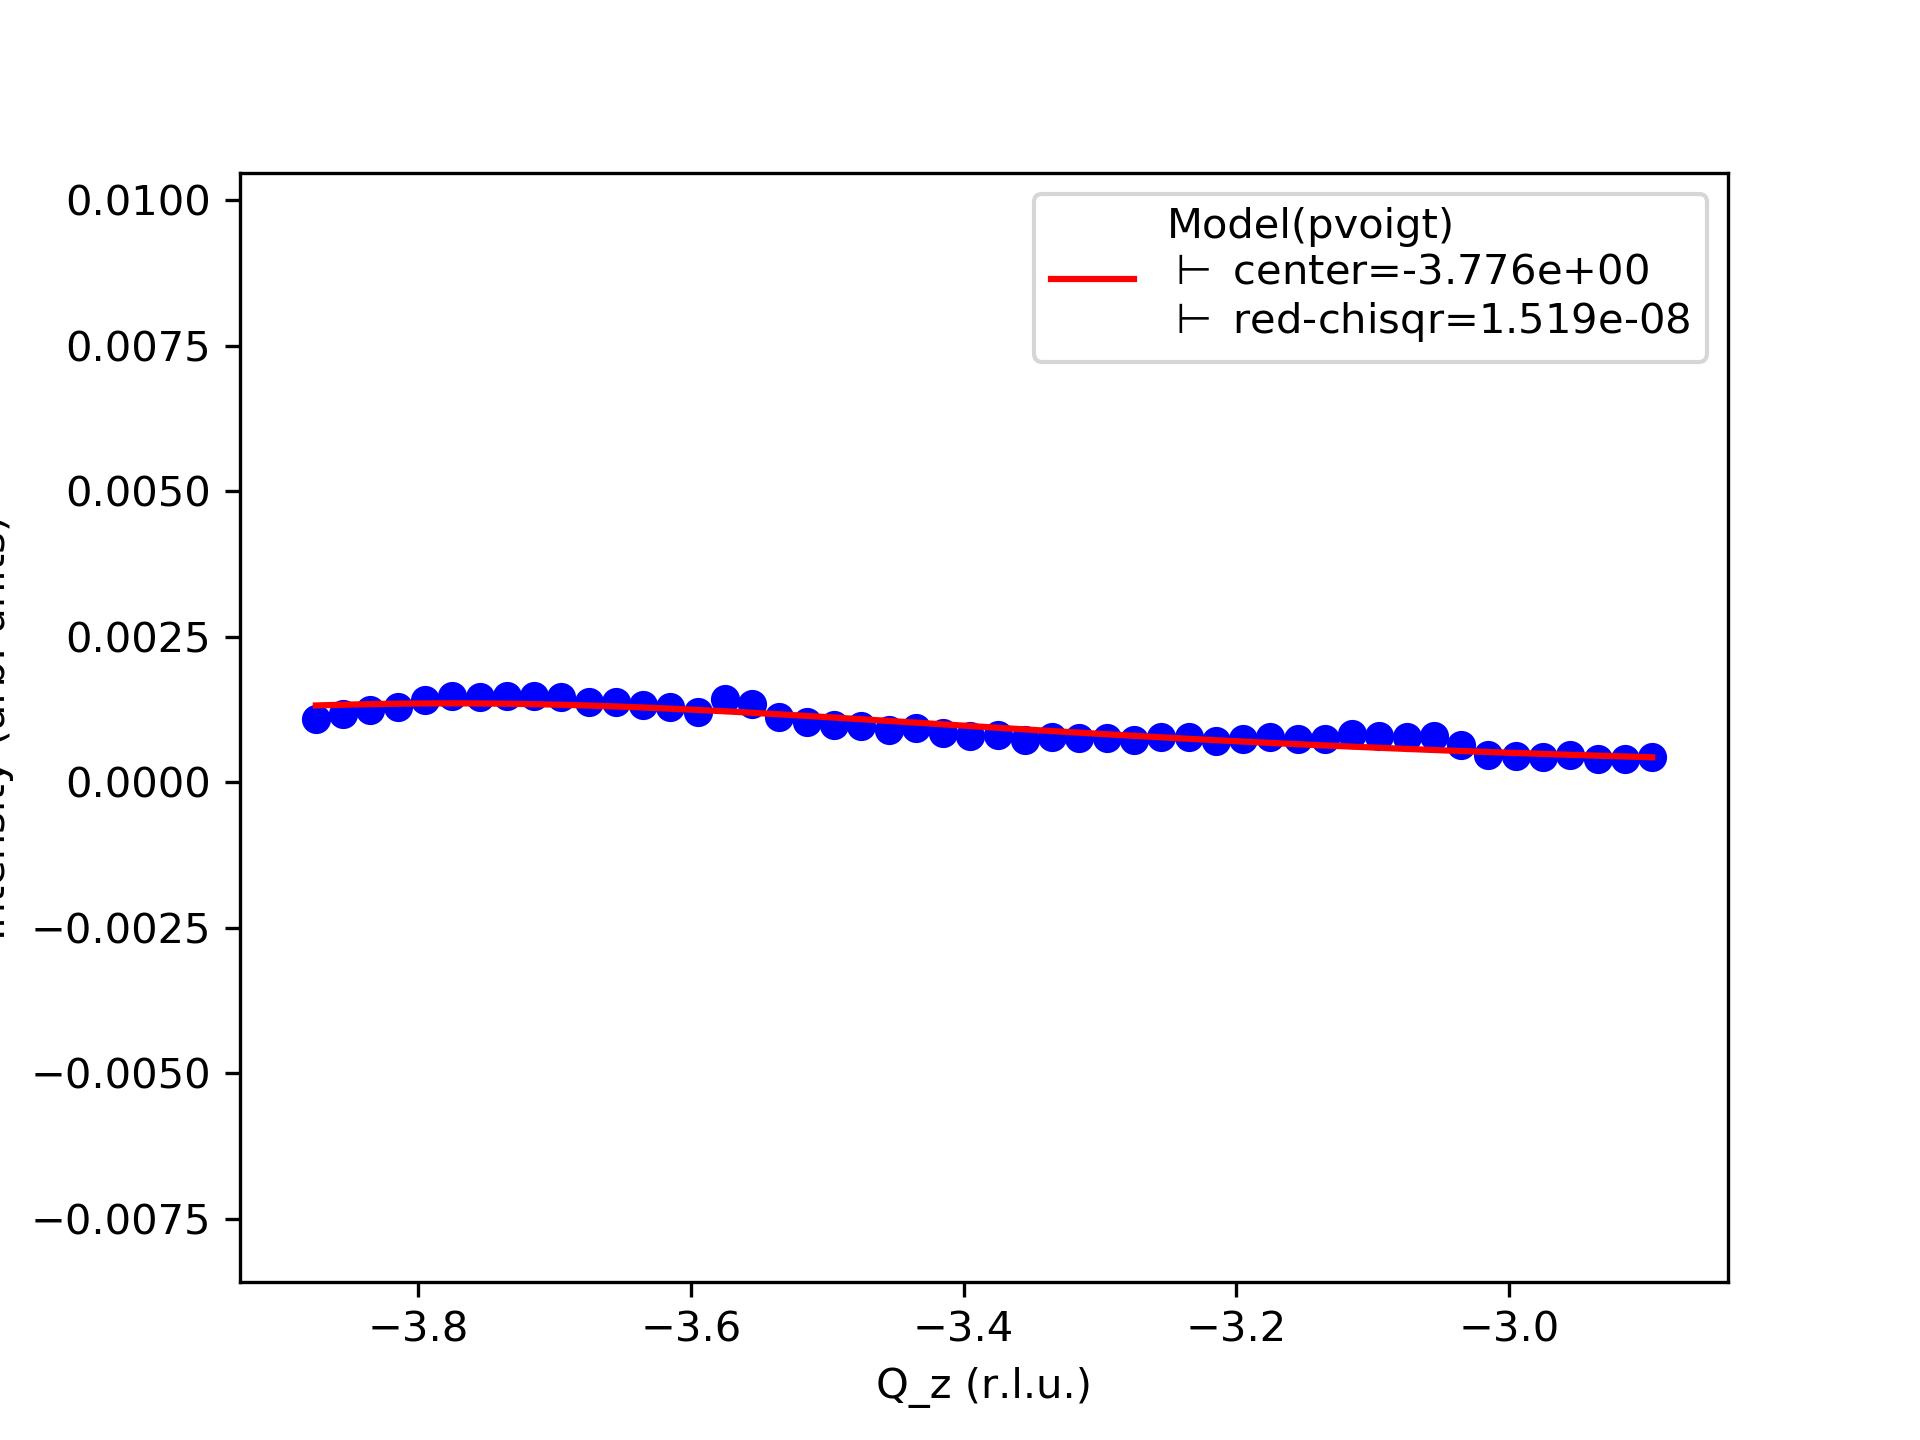 0.0100
0.0075
0.0050
0.0025
0.0000
−0.0025
−0.0050
−0.0075
Model(pvoigt)
⊢ center=-3.776e+00
⊢ red-chisqr=1.519e-08
−3.8 −3.6 −3.4 −3.2 −3.0
Q_z (r.l.u.)